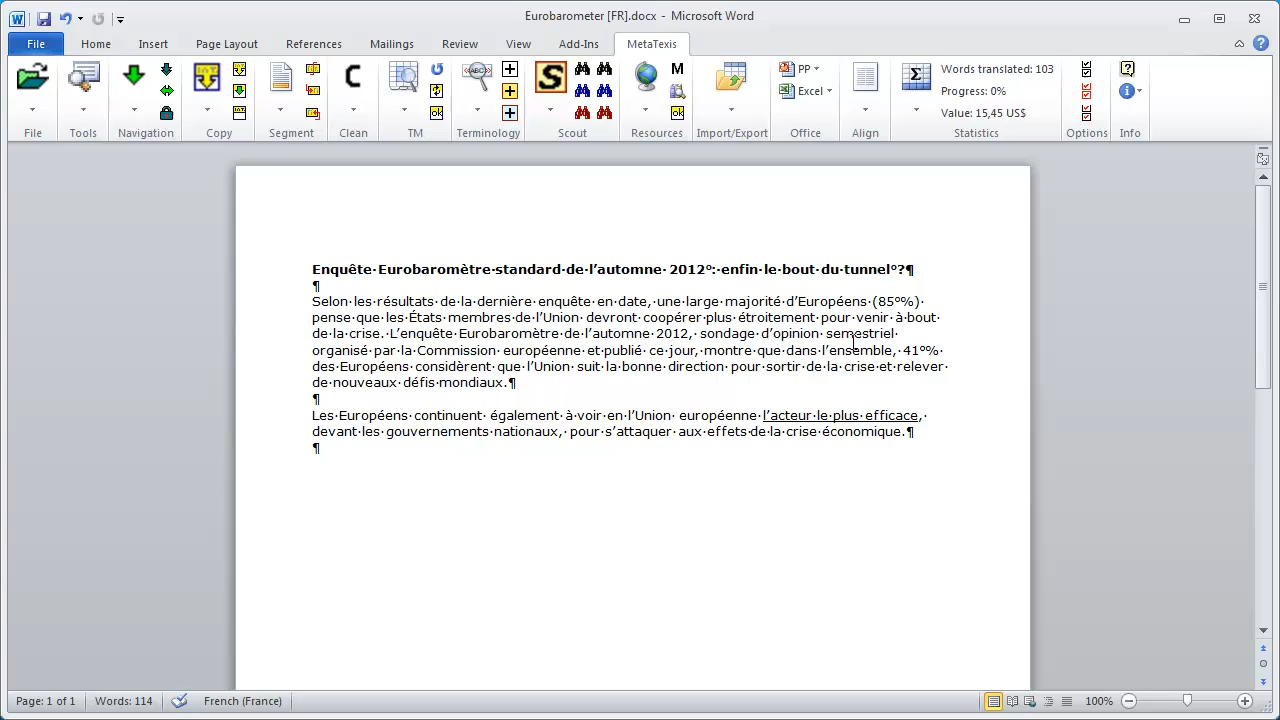 Eurobarometer [FR].docx - Microsoft Word
File Home Insert Page Layout References Mailings Review View Add-Ins MetaTexis
PP Words translated: 103
Excel Progress: 0%
Value: 15,45 US$
File Tools Navigation Copy Segment Clean TM Terminology Scout Resources Import/Export Office Align Statistics Options Info
Enquête·Eurobaromètre·standard·de·l’automne·2012°:·enfin·le·bout·du·tunnel°?¶
¶
Selon·les·résultats·de·la·dernière·enquête·en·date,·une·large·majorité·d’Européens·(85°%)·
pense·que·les·États·membres·de·l’Union·devront·coopérer·plus·étroitement·pour·venir·à·bout·
de·la·crise.·L’enquête·Eurobaromètre·de·l’automne·2012,·sondage·d’opinion·semestriel·
organisé·par·la·Commission·européenne·et·publié·ce·jour,·montre·que·dans·l’ensemble,·41°%·
des·Européens·considèrent·que·l’Union·suit·la·bonne·direction·pour·sortir·de·la·crise·et·relever·
de·nouveaux·défis·mondiaux.¶
¶
Les·Européens·continuent·également·à·voir·en·l’Union·européenne·l’acteur·le·plus·efficace,·
devant·les·gouvernements·nationaux,·pour·s’attaquer·aux·effets·de·la·crise·économique.¶
¶
Page: 1 of 1 Words: 114 French (France) 100%